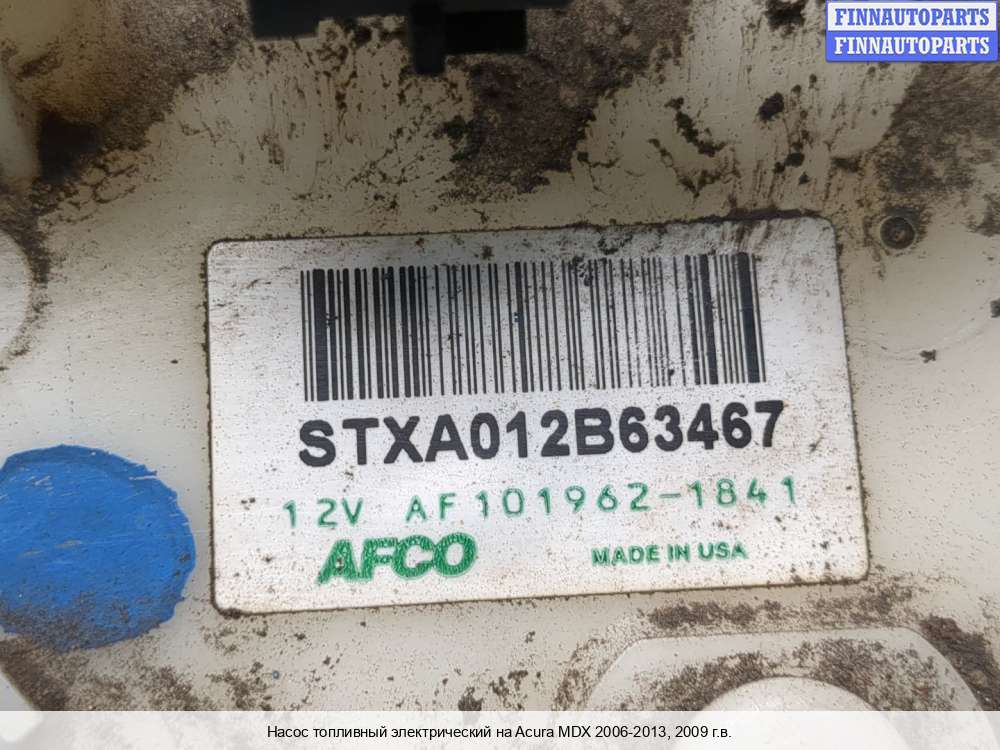 FINNAUTOPARTS
FINNAUTOPARTS
STXA012B63467
12V AF101962-1841
AFCO MADE IN USA
Насос топливный электрический на Acura MDX 2006-2013, 2009 г.в.